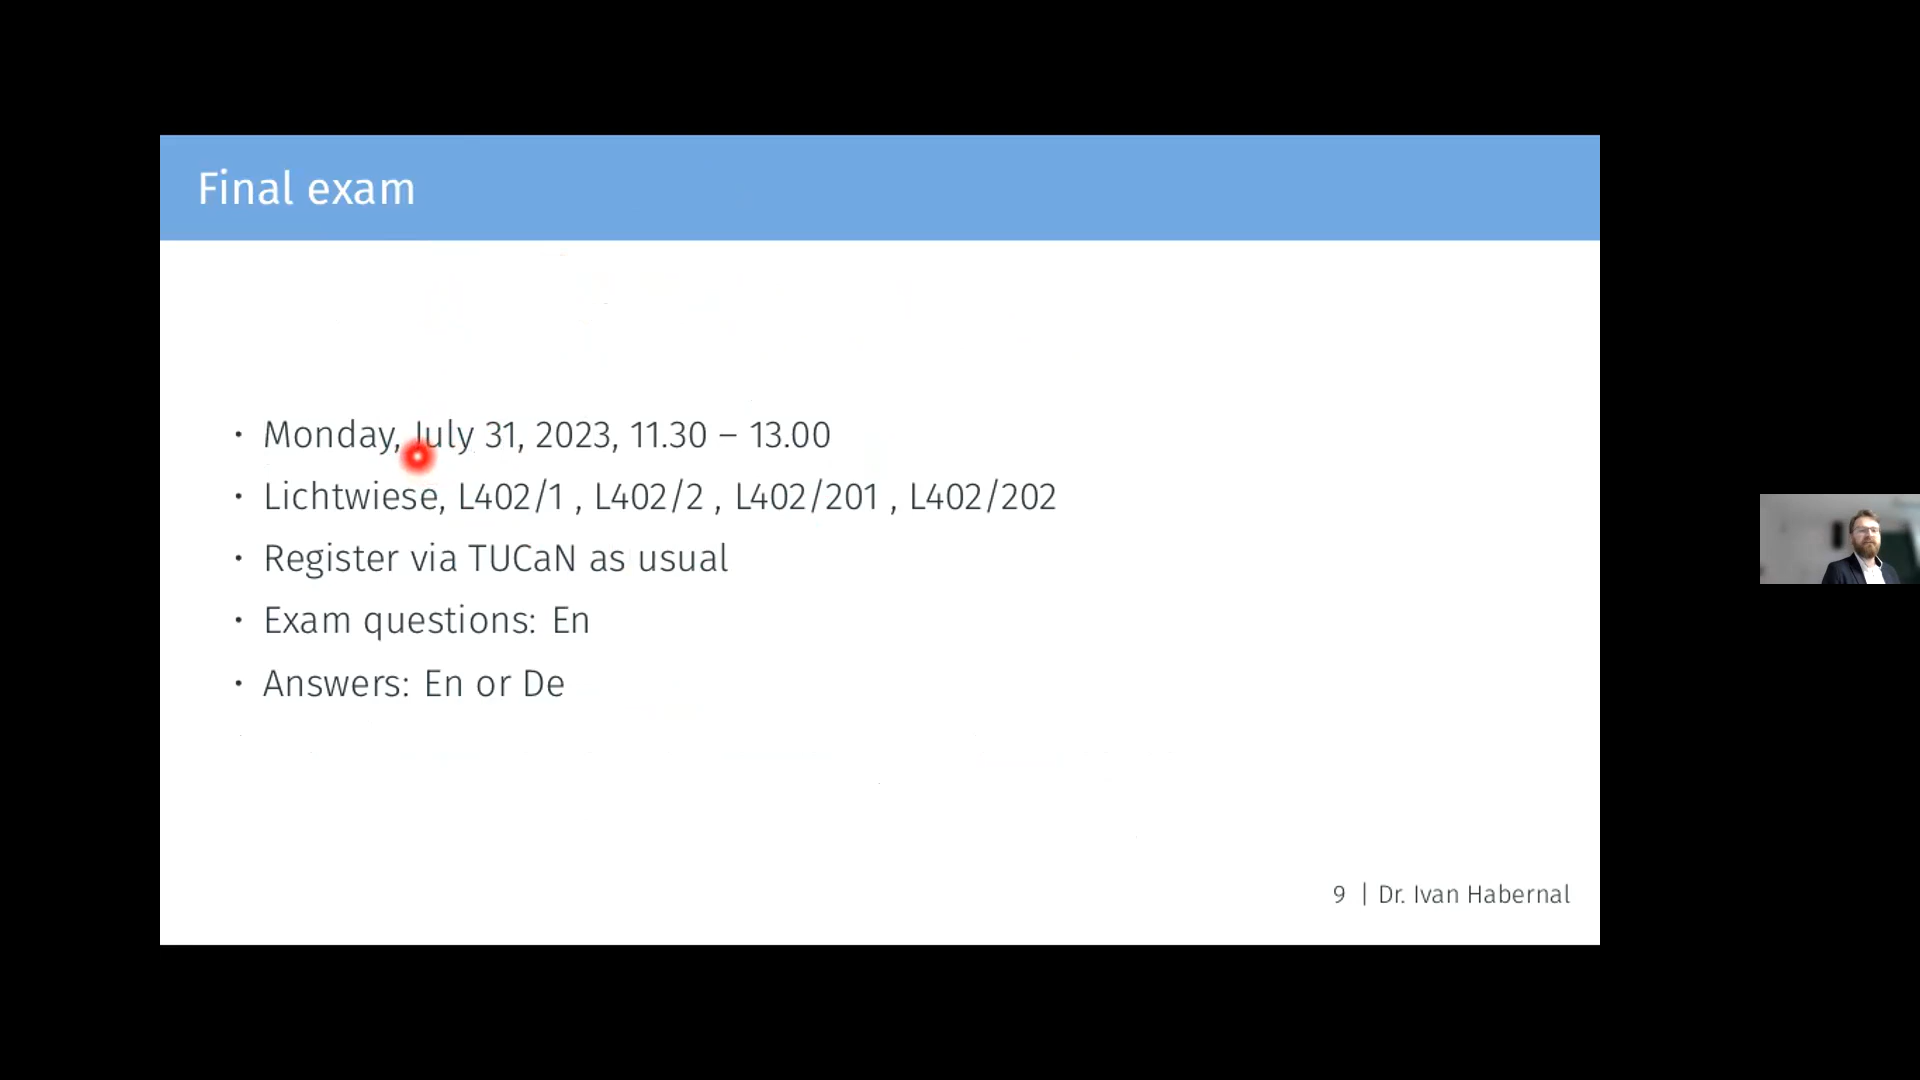 Final exam
• Monday, July 31, 2023, 11.30 – 13.00
• Lichtwiese, L402/1 , L402/2 , L402/201 , L402/202
• Register via TUCaN as usual
• Exam questions: En
• Answers: En or De
9 | Dr. Ivan Habernal